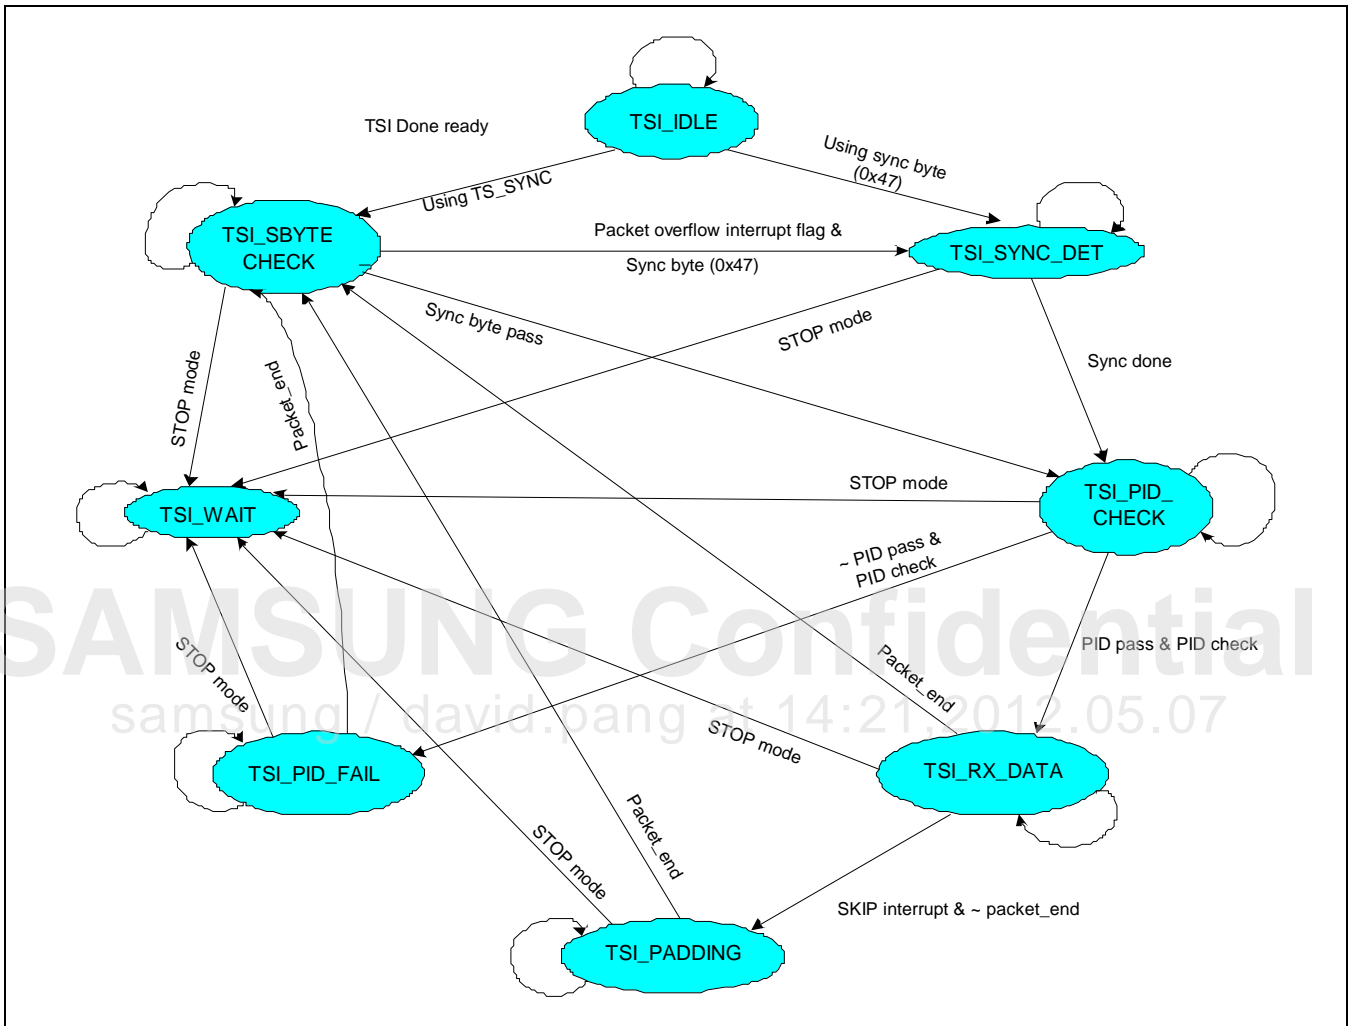 TSI_IDLE
TSI Done ready
Using sync byte
(0x47)
Using TS_SYNC
TSI_SBYTE
CHECK
Packet overflow interrupt flag &
Sync byte (0x47)
TSI_SYNC_DET
Sync byte pass
STOP mode
Sync done
STOP mode
Packet_end
STOP mode
TSI_PID_
CHECK
TSI_WAIT
~ PID pass &
PID check
SAMSUNG Confidential
PID pass & PID check
STOP mode
Packet_end
samsung / david.pang at 14:21,2012.05.07
STOP mode
TSI_PID_FAIL
TSI_RX_DATA
Packet_end
STOP mode
SKIP interrupt & ~ packet_end
TSI_PADDING